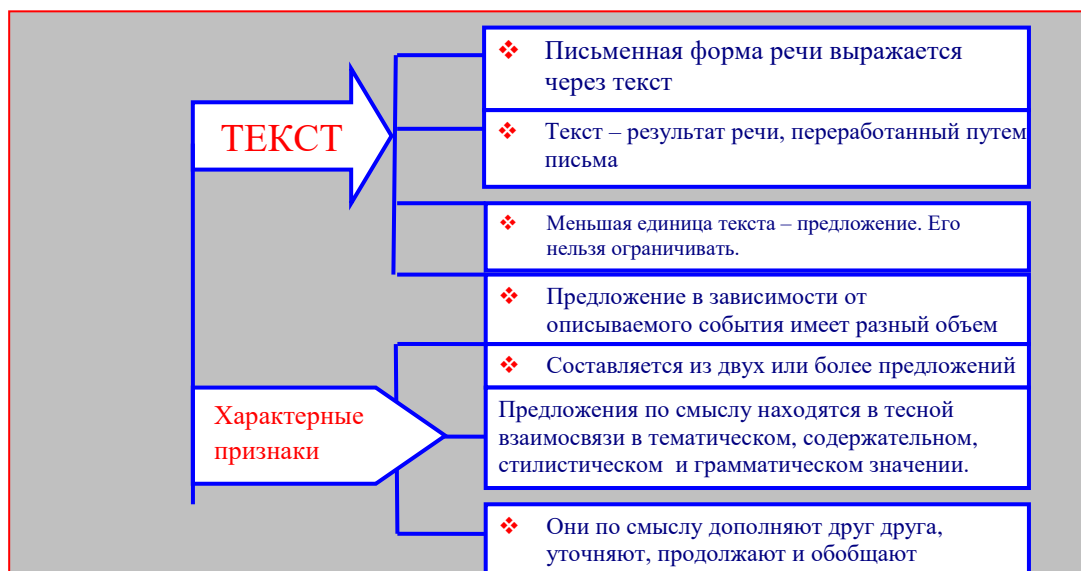 ТЕКСТ
❖ Письменная форма речи выражается
через текст
❖ Текст – результат речи, переработанный путем
письма
❖ Меньшая единица текста – предложение. Его
нельзя ограничивать.
❖ Предложение в зависимости от
описываемого события имеет разный объем
Характерные
признаки
❖ Составляется из двух или более предложений
Предложения по смыслу находятся в тесной
взаимосвязи в тематическом, содержательном,
стилистическом и грамматическом значении.
❖ Они по смыслу дополняют друг друга,
уточняют, продолжают и обобщают